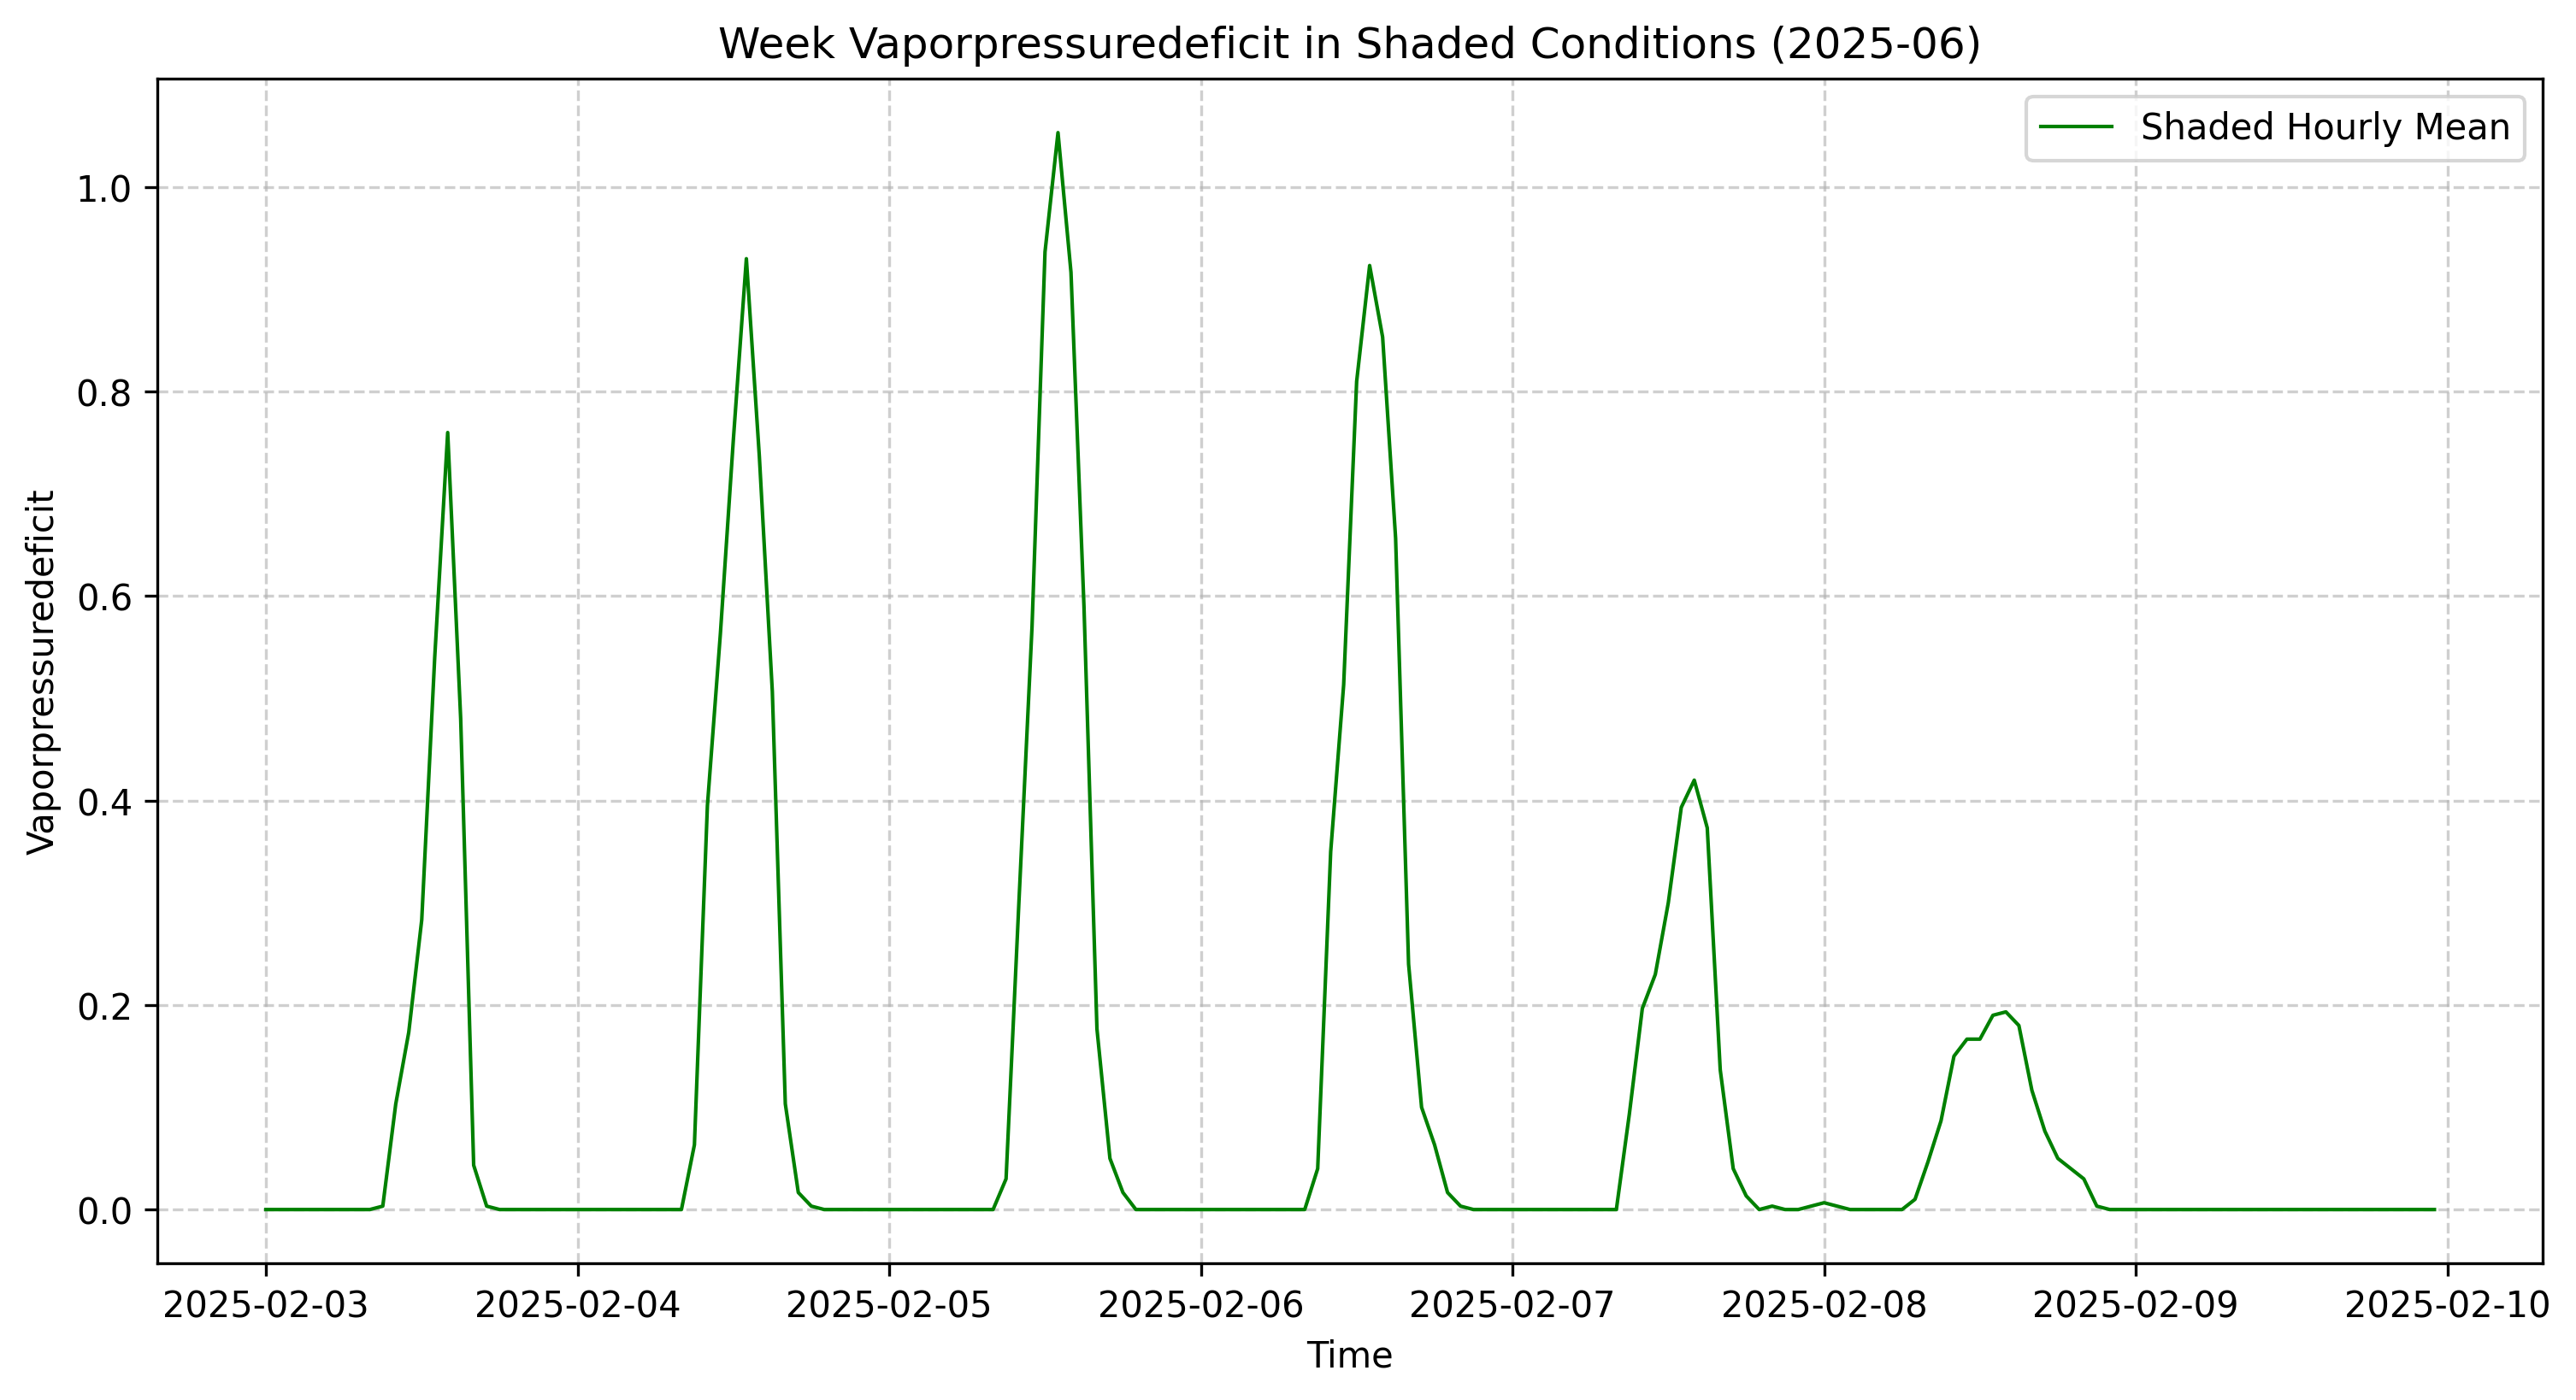 Week Vaporpressuredeficit in Shaded Conditions (2025-06)
Shaded Hourly Mean
Vaporpressuredeficit
1.0
0.8
0.6
0.4
0.2
0.0
2025-02-03 2025-02-04 2025-02-05 2025-02-06 2025-02-07 2025-02-08 2025-02-09 2025-02-10
Time